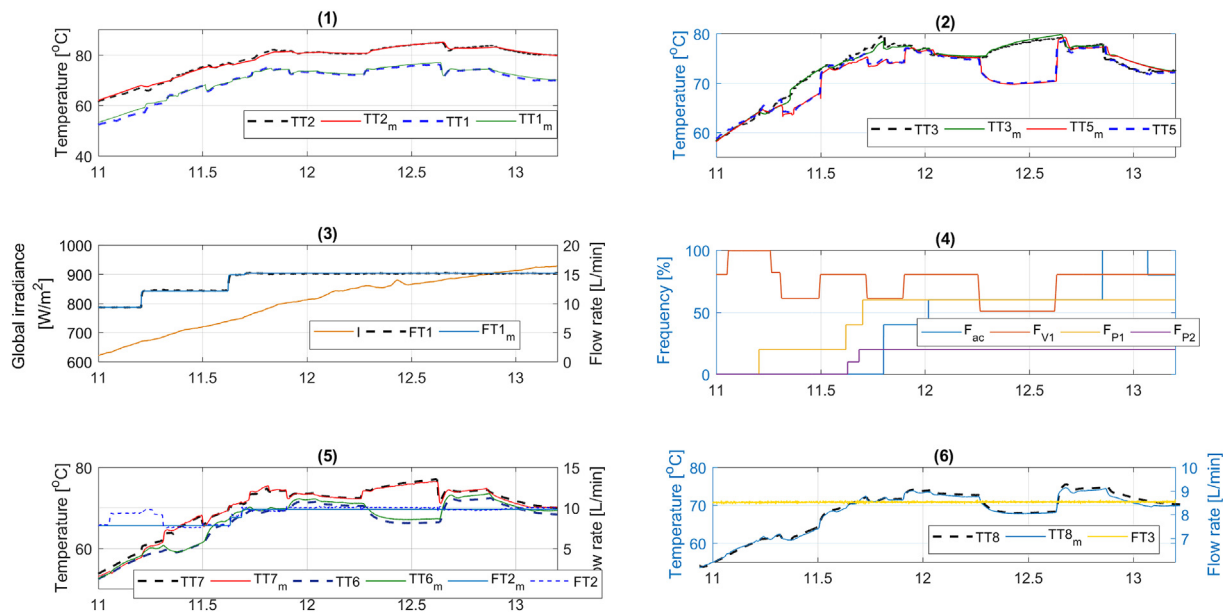 (1)
Temperature [°C]
80
60
40
TT2 TT2m TT1 TT1m
11 11.5 12 12.5 13
(2)
Temperature [°C]
80
70
60
TT3 TT3m TT5m TT5
11 11.5 12 12.5 13
(3)
Global irradiance
[W/m²]
1000
900
800
700
600
20
15
10
5
0
Flow rate [L/min]
I FT1 FT1m
11 11.5 12 12.5 13
(4)
Frequency [%]
100
50
0
Fac FV1 FP1 FP2
11 11.5 12 12.5 13
(5)
Temperature [°C]
80
60
15
10
5
[L/min]
TT7 TT7m TT6 TT6m FT2m FT2
11 11.5 12 12.5 13
(6)
Temperature [°C]
80
70
60
10
9
8
7
Flow rate [L/min]
TT8 TT8m FT3
11 11.5 12 12.5 13